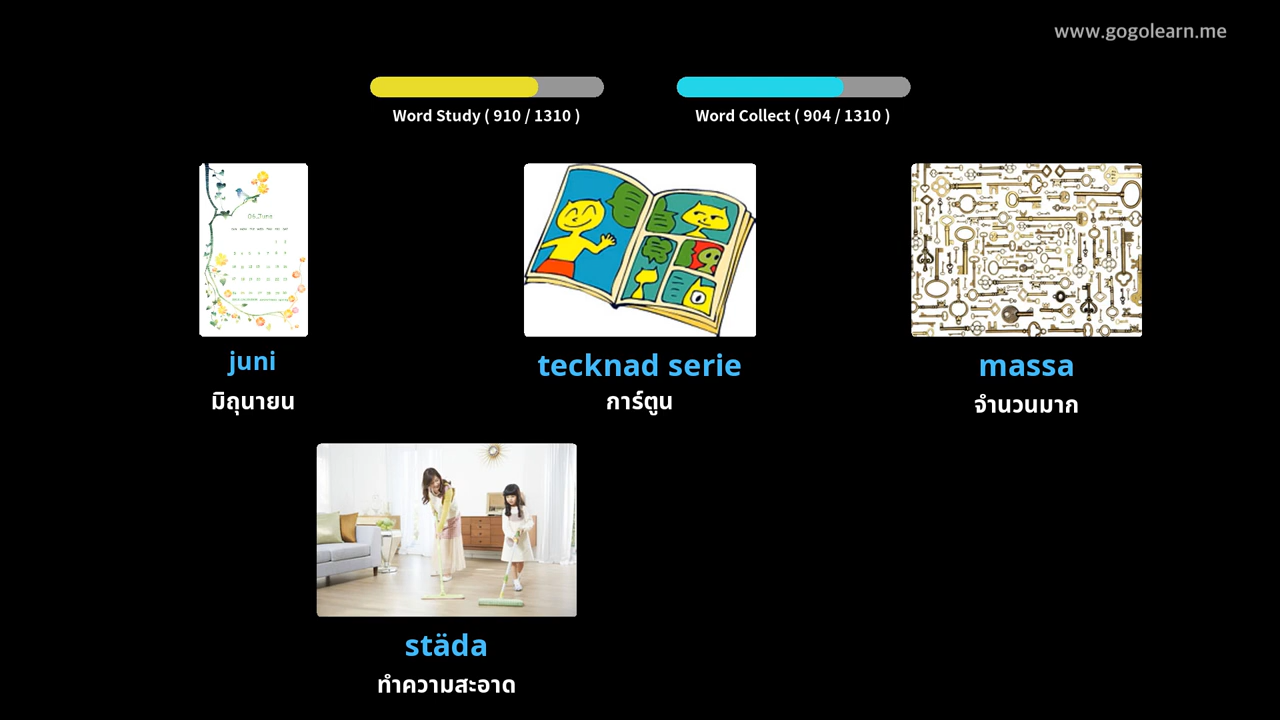 www.gogolearn.me
Word Study ( 910 / 1310 )
Word Collect ( 904 / 1310 )
juni
มิถุนายน
tecknad serie
การ์ตูน
massa
จำนวนมาก
städa
ทำความสะอาด